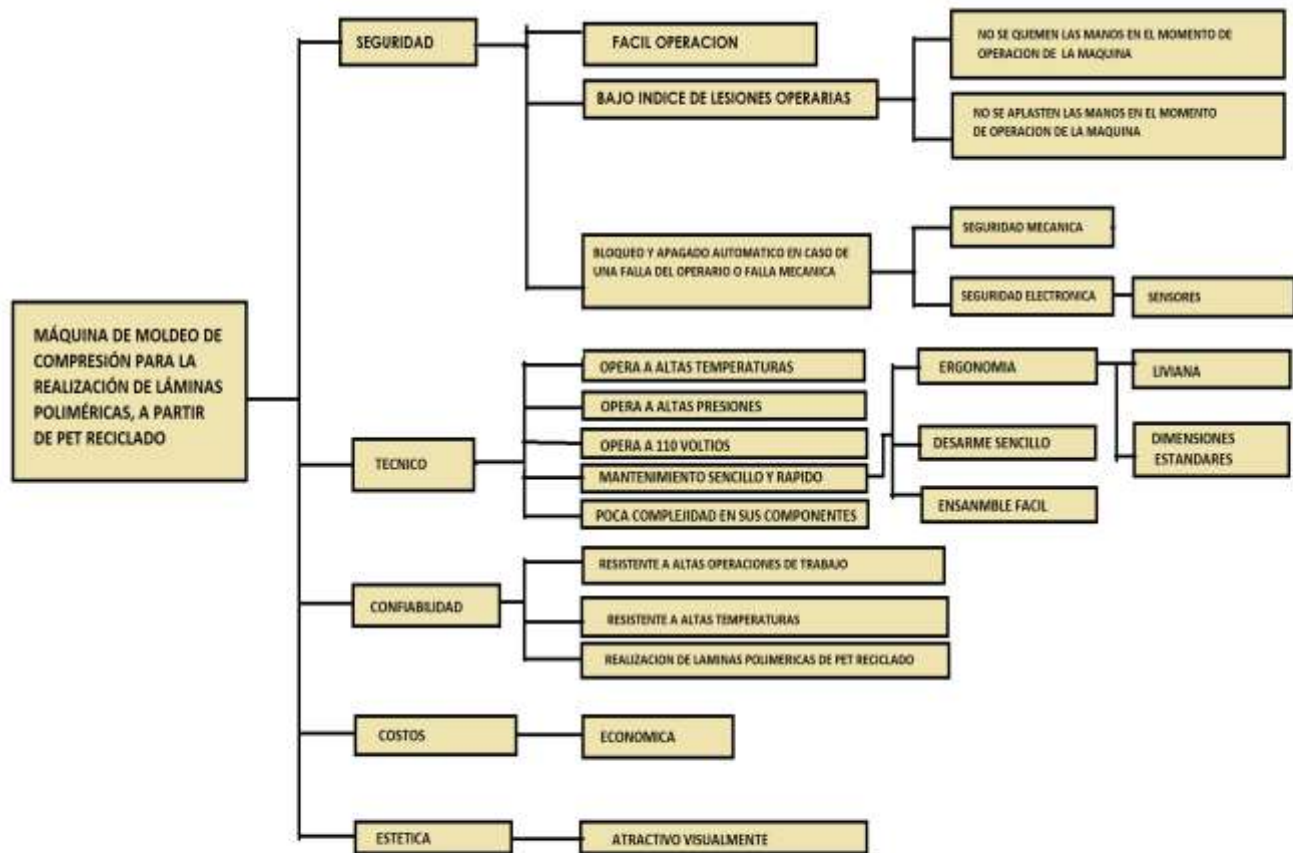 SEGURIDAD
FACIL OPERACION
BAJO INDICE DE LESIONES OPERARIAS
NO SE QUEMEN LAS MANOS EN EL MOMENTO DE
OPERACION DE LA MAQUINA
NO SE APLASTEN LAS MANOS EN EL MOMENTO
DE OPERACION DE LA MAQUINA
BLOQUEO Y APAGADO AUTOMATICO EN CASO DE
UNA FALLA DEL OPERARIO O FALLA MECANICA
SEGURIDAD MECANICA
SEGURIDAD ELECTRONICA
SENSORES
MÁQUINA DE MOLDEO DE
COMPRESIÓN PARA LA
REALIZACIÓN DE LÁMINAS
POLIMÉRICAS, A PARTIR
DE PET RECICLADO
TECNICO
OPERA A ALTAS TEMPERATURAS
OPERA A ALTAS PRESIONES
OPERA A 110 VOLTIOS
MANTENIMIENTO SENCILLO Y RAPIDO
POCA COMPLEJIDAD EN SUS COMPONENTES
ERGONOMIA
LIVIANA
DIMENSIONES
ESTANDARES
DESARME SENCILLO
ENSANMBLE FACIL
CONFIABILIDAD
RESISTENTE A ALTAS OPERACIONES DE TRABAJO
RESISTENTE A ALTAS TEMPERATURAS
REALIZACION DE LAMINAS POLIMERICAS DE PET RECICLADO
COSTOS
ECONOMICA
ESTETICA
ATRACTIVO VISUALMENTE